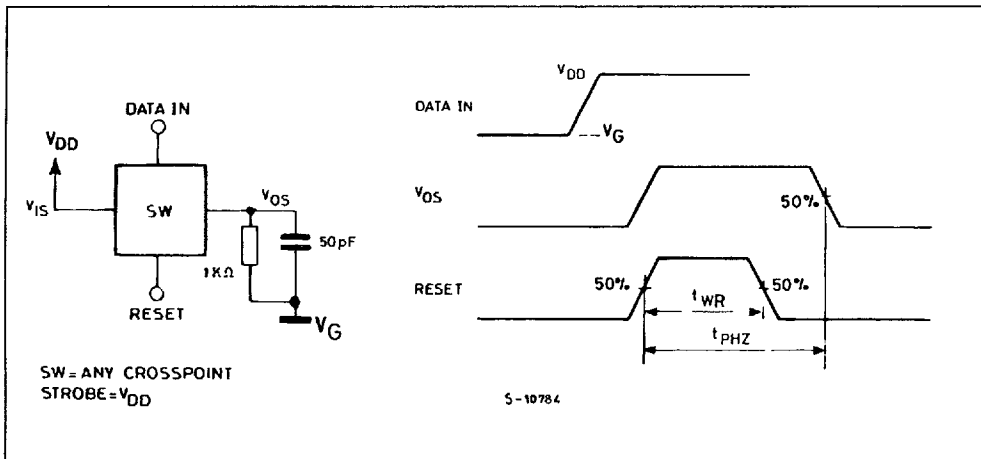 DATA IN
VDD
VIS
SW
VOS
50pF
1KΩ
RESET
VG
SW=ANY CROSSPOINT
STROBE=VDD
VDD
DATA IN
VG
VOS
50%
RESET
50%
50%
tWR
tPHZ
S-10784